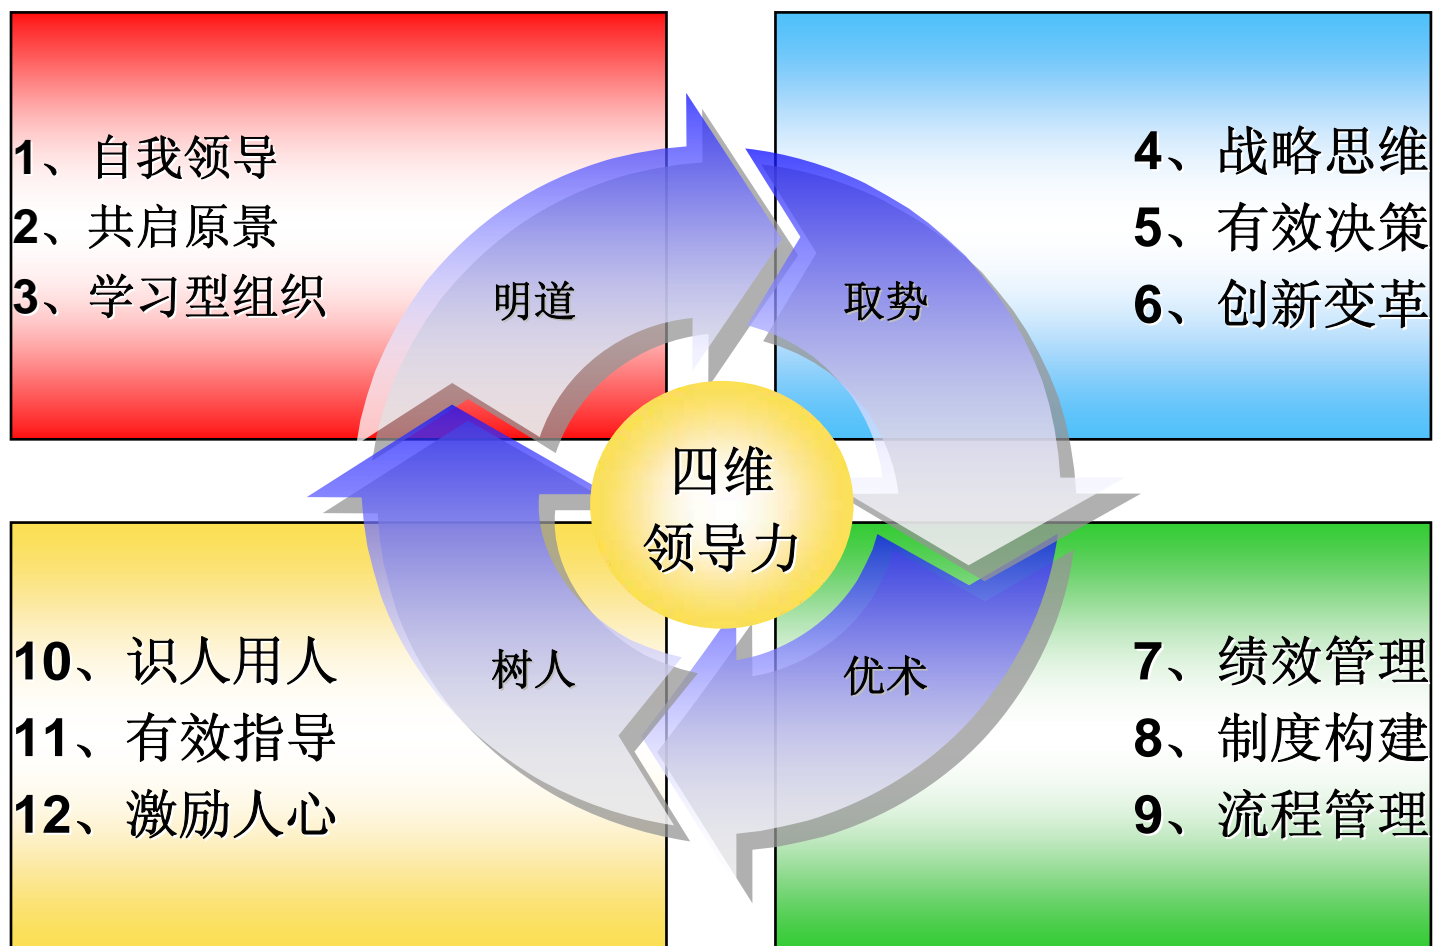 1、自我领导
2、共启原景
3、学习型组织
4、战略思维
5、有效决策
6、创新变革
明道
取势
四维
领导力
树人
优术
10、识人用人
11、有效指导
12、激励人心
7、绩效管理
8、制度构建
9、流程管理